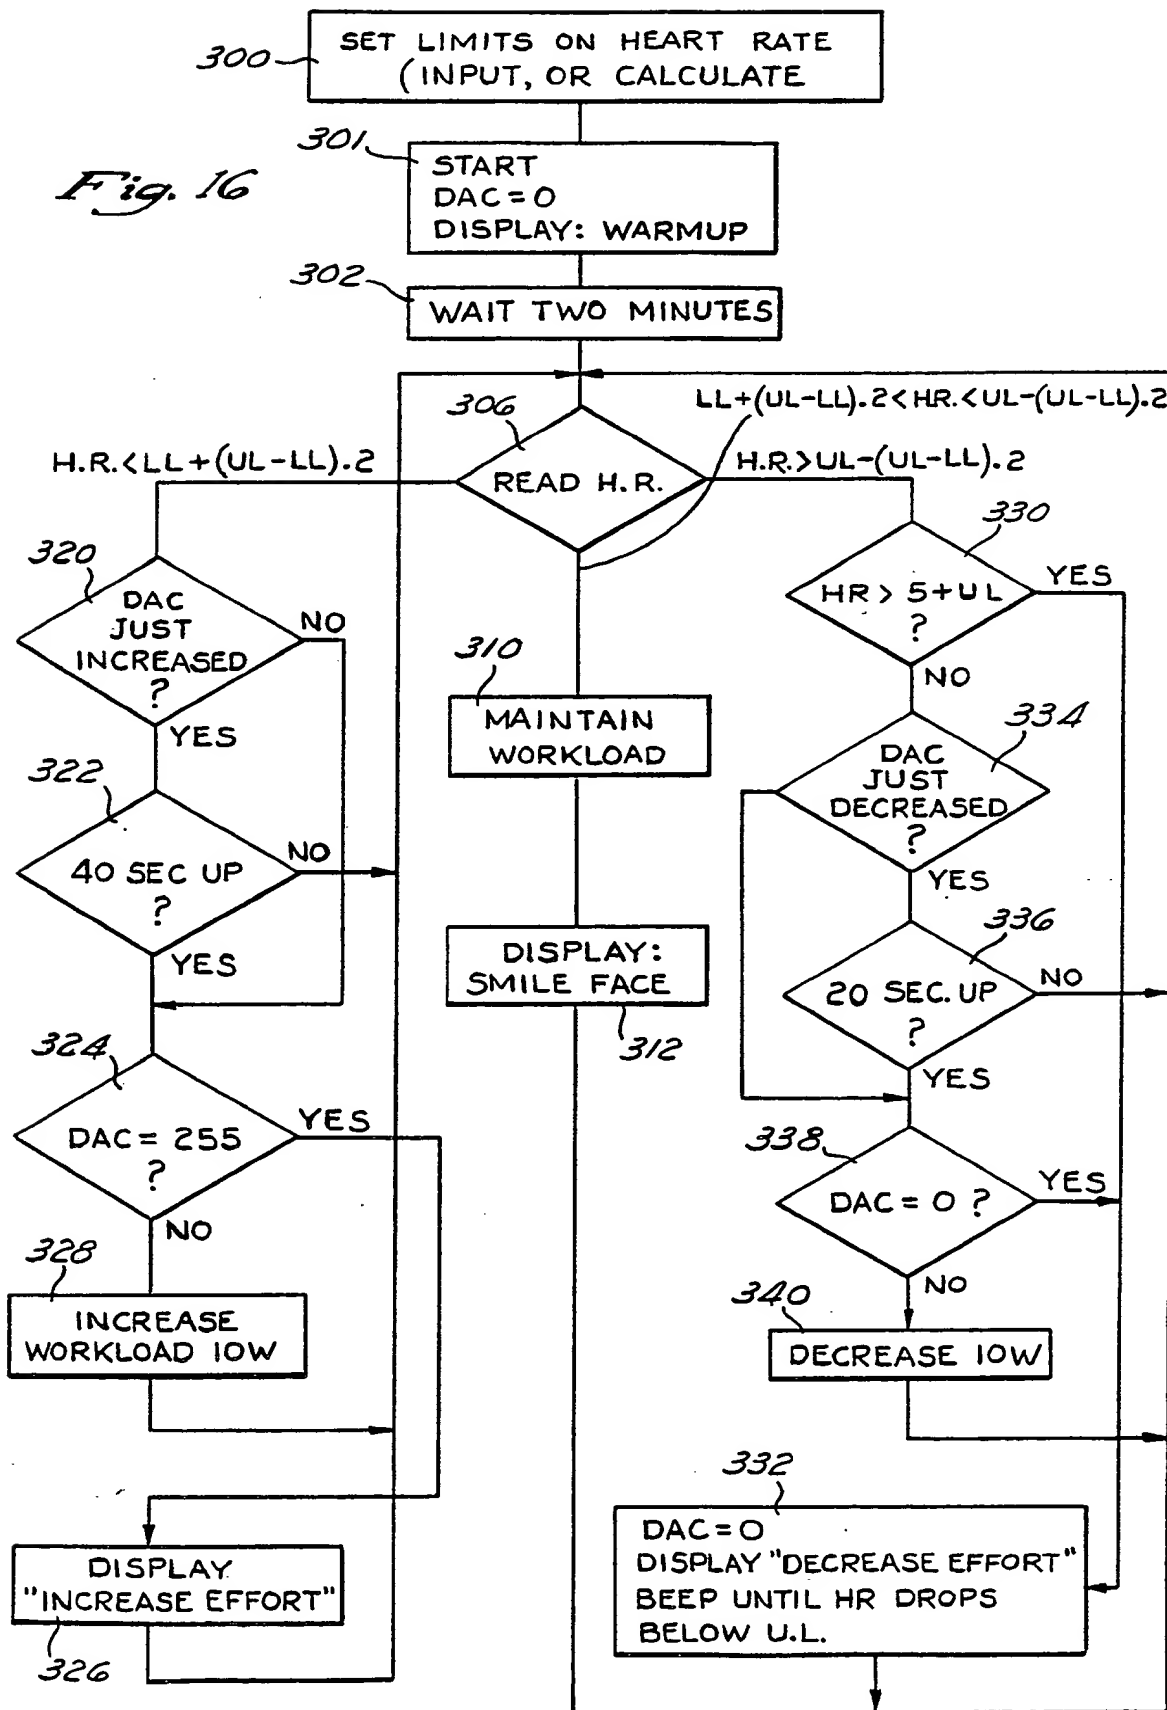 300
SET LIMITS ON HEART RATE
(INPUT, OR CALCULATE
Fig. 16
301
START
DAC=0
DISPLAY: WARMUP
302
WAIT TWO MINUTES
306
READ H.R.
LL+(UL-LL).2<H.R.<UL-(UL-LL).2
H.R.<LL+(UL-LL).2
H.R.>UL-(UL-LL).2
320
DAC
JUST
INCREASED
?
NO
YES
322
40 SEC UP
?
NO
YES
324
DAC = 255
?
YES
NO
328
INCREASE
WORKLOAD 10W
DISPLAY
"INCREASE EFFORT"
326
310
MAINTAIN
WORKLOAD
DISPLAY:
SMILE FACE
312
330
HR > 5+UL
?
YES
NO
334
DAC
JUST
DECREASED
?
YES
336
20 SEC. UP
?
NO
YES
338
DAC = 0 ?
YES
NO
340
DECREASE 10W
332
DAC=0
DISPLAY "DECREASE EFFORT"
BEEP UNTIL HR DROPS
BELOW U.L.